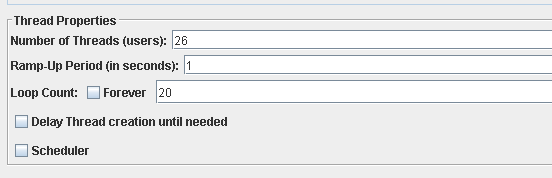 Thread Properties
Number of Threads (users): 26
Ramp-Up Period (in seconds): 1
Loop Count: Forever 20
Delay Thread creation until needed
Scheduler